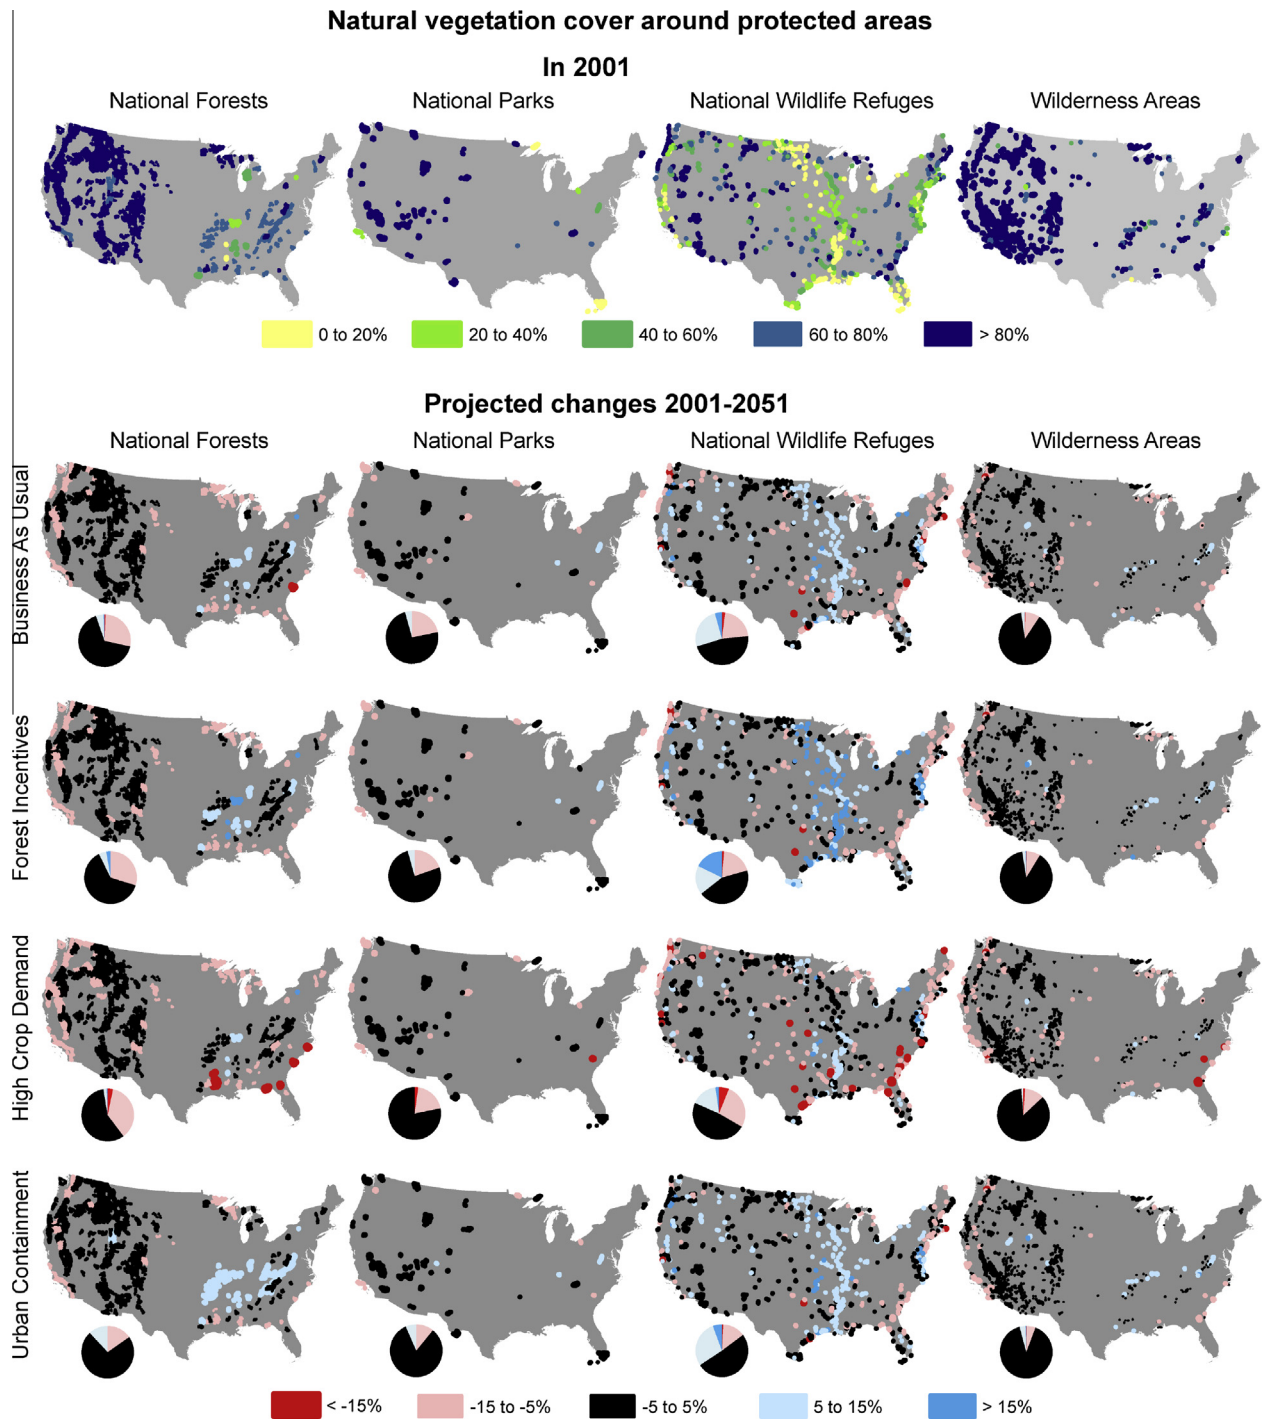 Natural vegetation cover around protected areas
In 2001
National Forests
National Parks
National Wildlife Refuges
Wilderness Areas
0 to 20%
20 to 40%
40 to 60%
60 to 80%
> 80%
Projected changes 2001-2051
National Forests
National Parks
National Wildlife Refuges
Wilderness Areas
Business As Usual
Forest Incentives
High Crop Demand
Urban Containment
< -15%
-15 to -5%
-5 to 5%
5 to 15%
> 15%